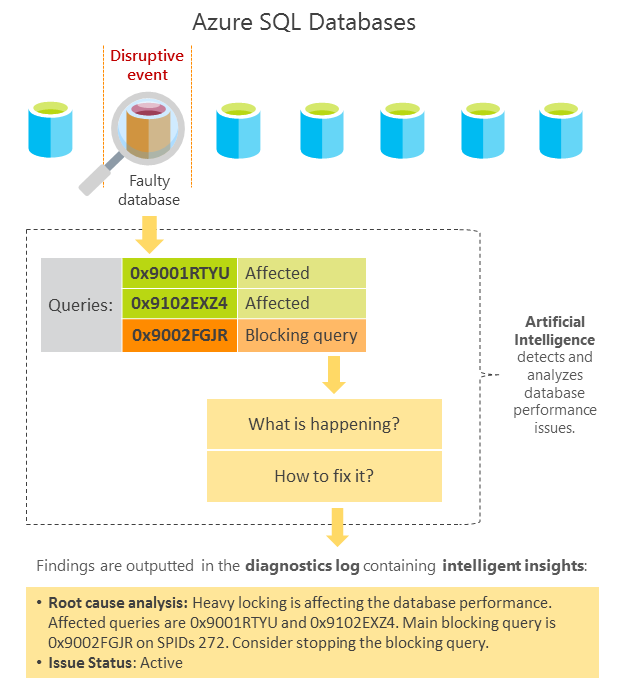 Azure SQL Databases
Disruptive
event
Faulty
database
Queries:
0x9001RTYU Affected
0x9102EXZ4 Affected
0x9002FGJR Blocking query
Artificial
Intelligence
detects and
analyzes
database
performance
issues.
What is happening?
How to fix it?
Findings are outputted in the diagnostics log containing intelligent insights:
• Root cause analysis: Heavy locking is affecting the database performance.
Affected queries are 0x9001RTYU and 0x9102EXZ4. Main blocking query is
0x9002FGJR on SPIDs 272. Consider stopping the blocking query.
• Issue Status: Active